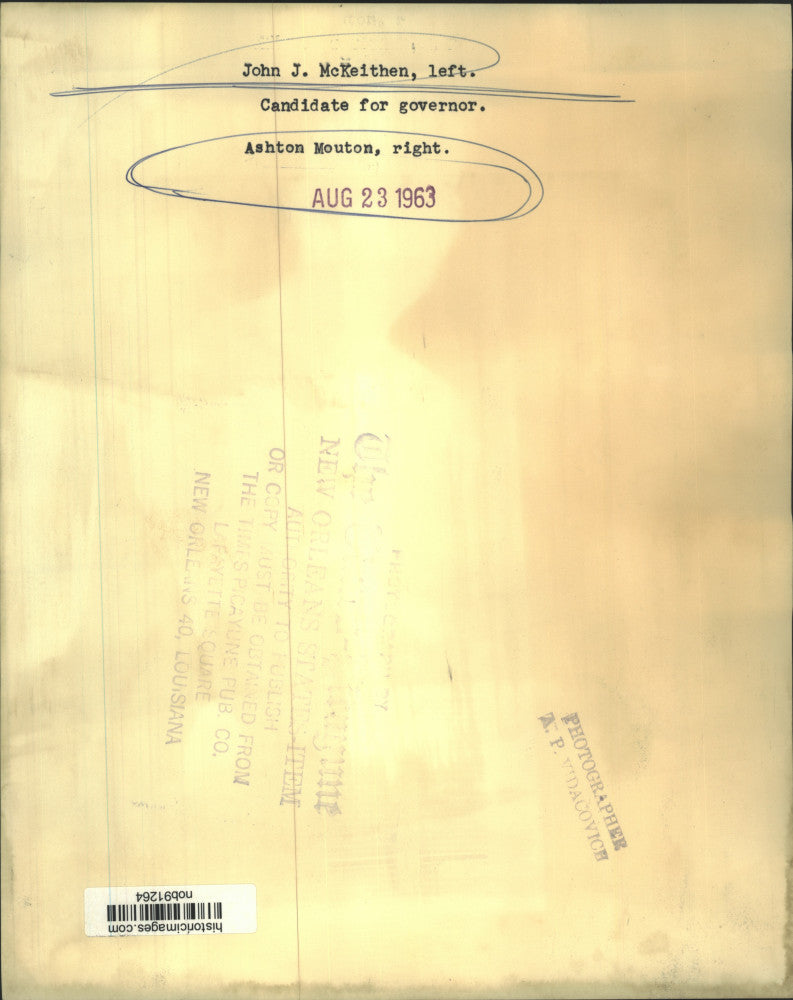 John J. McKeithen, left.
Candidate for governor.
Ashton Mouton, right.
AUG 23 1963
The
NEW ORLEANS STATES-ITEM
AUTHORITY TO PUBLISH
OR COPY MUST BE OBTAINED FROM
THE TIMES PICAYUNE PUB. CO.
LAFAYETTE SQUARE
NEW ORLEANS 40, LOUISIANA
PHOTOGRAPHER
A. P. VIDACOVICH
historicimages.com
nob91264